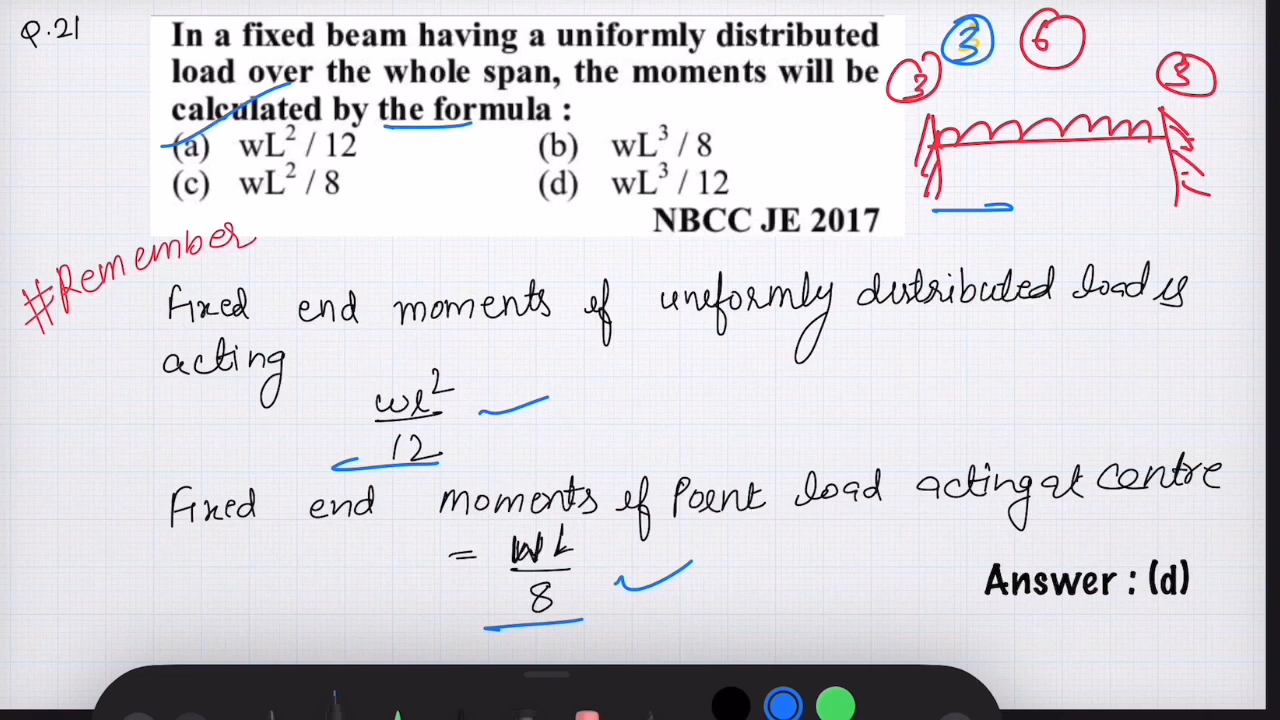 Q.21
In a fixed beam having a uniformly distributed
load over the whole span, the moments will be
calculated by the formula :
(a) wL² / 12 (b) wL³ / 8
(c) wL² / 8 (d) wL³ / 12
NBCC JE 2017
3 3 6 3
#Remember
Fixed end moments if uniformly distributed load is
acting
wl²
12
Fixed end moments if Point load acting at centre
= WL
8
Answer : (d)